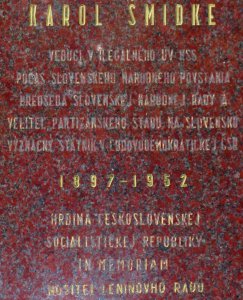 KAROL ŠMIDKE
VEDÚCI V ILEGÁLNEHO ÚV KSS
POČAS SLOVENSKÉHO NÁRODNÉHO POVSTANIA
PREDSEDA SLOVENSKEJ NÁRODNEJ RADY A
VELITEĽ PARTIZÁNSKEHO ŠTÁBU NA SLOVENSKU
VÝZNAČNÝ ŠTÁTNIK ĽUDOVODEMOKRATICKEJ ČSR
1897-1952
HRDINA ČESKOSLOVENSKEJ
SOCIALISTICKEJ REPUBLIKY
IN MEMORIAM
NOSITEĽ LENINOVHO RADU